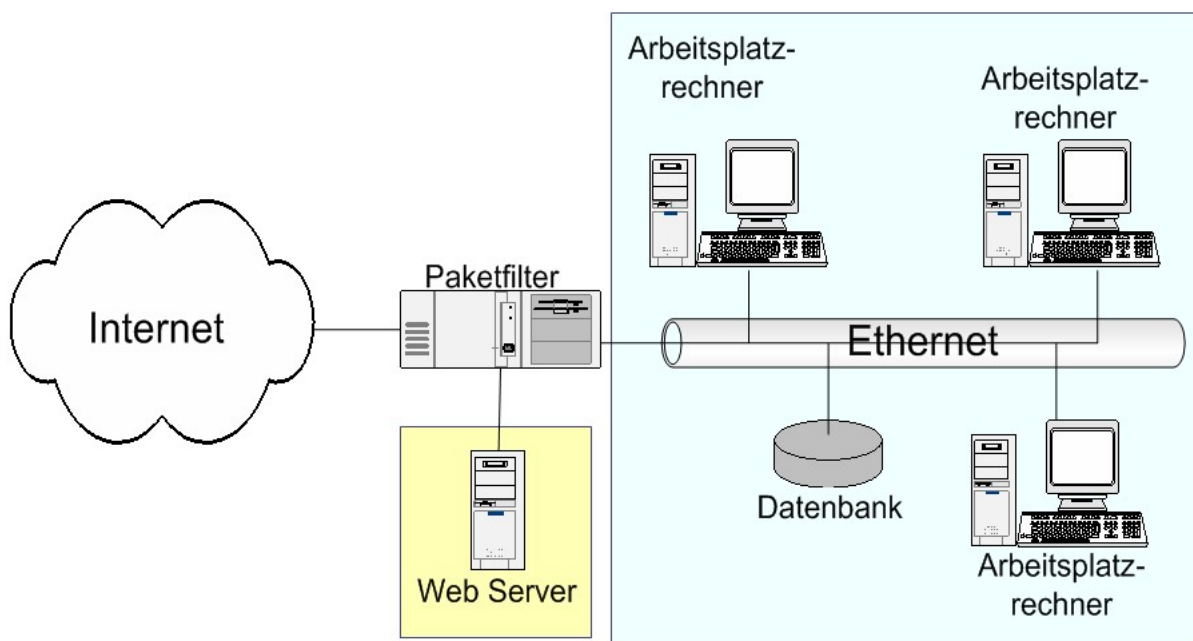 Arbeitsplatz-
rechner
Arbeitsplatz-
rechner
Paketfilter
Internet
Ethernet
Datenbank
Web Server
Arbeitsplatz-
rechner